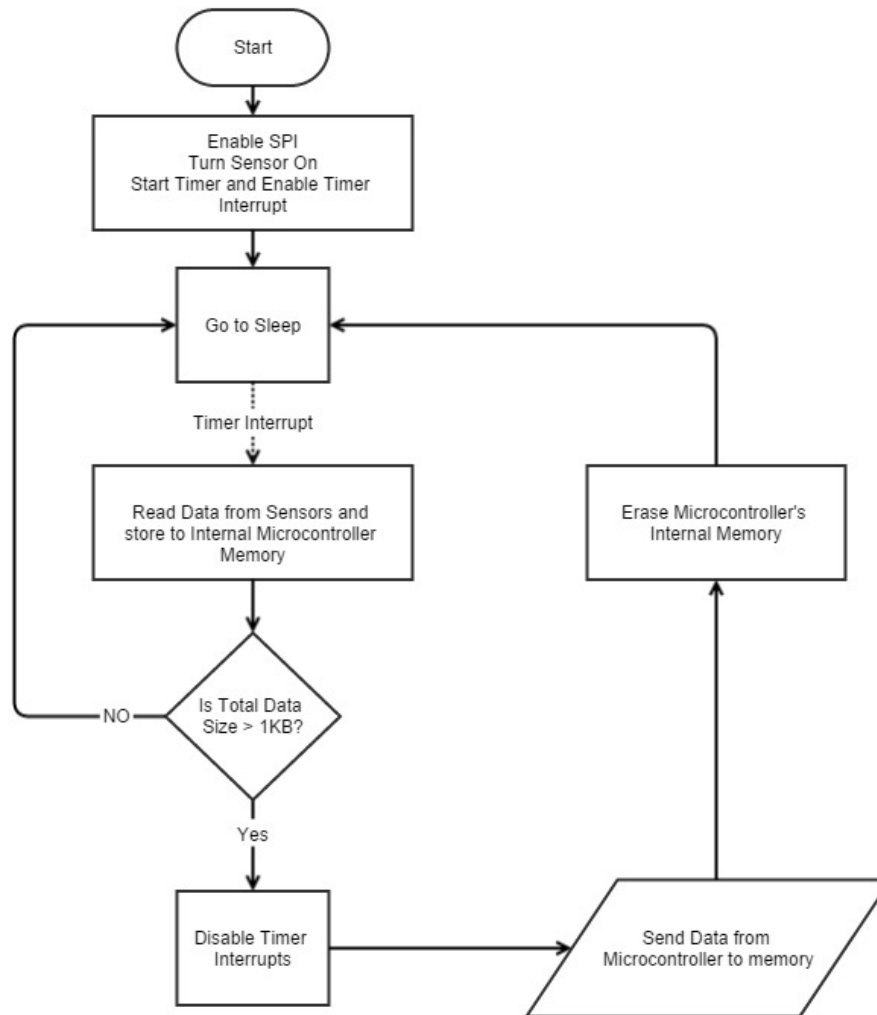 Start
Enable SPI
Turn Sensor On
Start Timer and Enable Timer
Interrupt
Go to Sleep
Timer Interrupt
Read Data from Sensors and
store to Internal Microcontroller
Memory
Erase Microcontroller's
Internal Memory
Is Total Data
Size > 1KB?
NO
Yes
Disable Timer
Interrupts
Send Data from
Microcontroller to memory